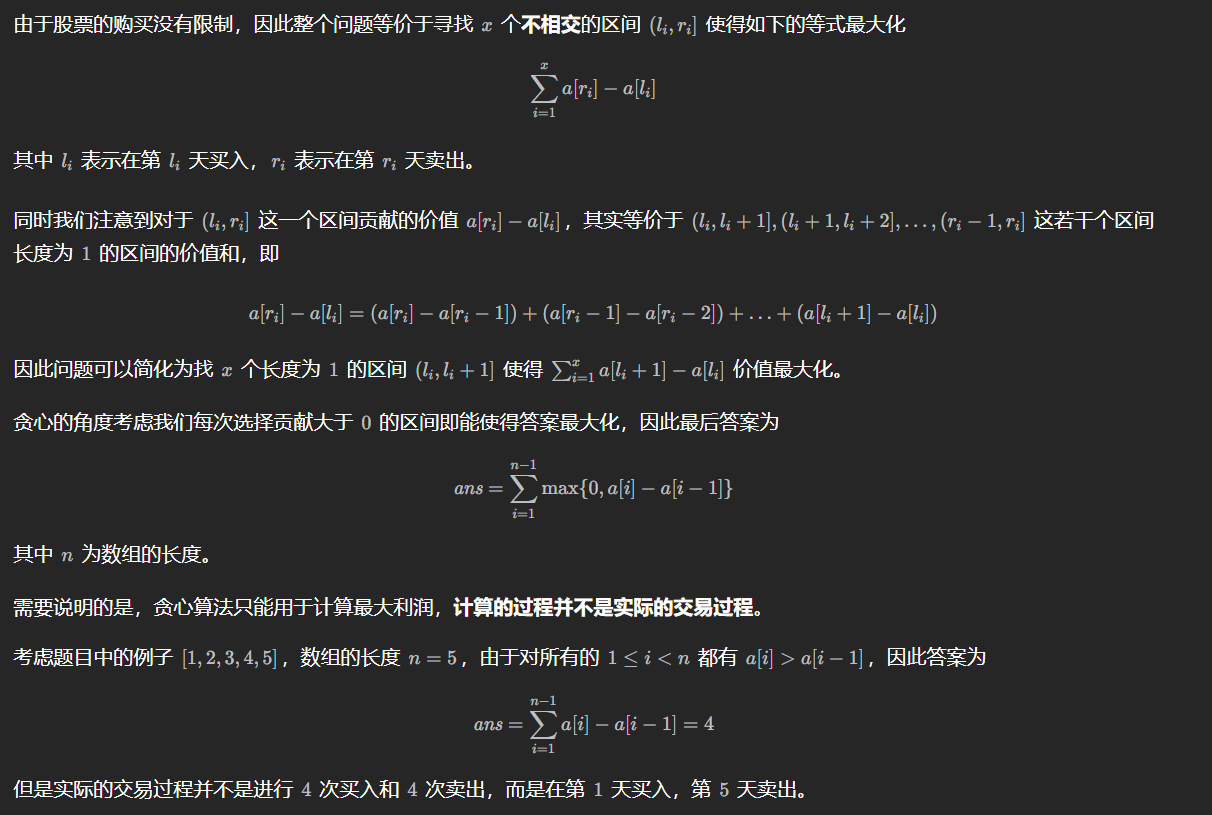 由于股票的购买没有限制，因此整个问题等价于寻找 x 个不相交的区间 (l_i, r_i] 使得如下的等式最大化
\sum_{i=1}^{x} a[r_i] - a[l_i]
其中 l_i 表示在第 l_i 天买入，r_i 表示在第 r_i 天卖出。
同时我们注意到对于 (l_i, r_i] 这一个区间贡献的价值 a[r_i] - a[l_i]，其实等价于 (l_i, l_i + 1], (l_i + 1, l_i + 2], ..., (r_i - 1, r_i] 这若干个区间
长度为 1 的区间的价值和，即
a[r_i] - a[l_i] = (a[r_i] - a[r_i - 1]) + (a[r_i - 1] - a[r_i - 2]) + ... + (a[l_i + 1] - a[l_i])
因此问题可以简化为找 x 个长度为 1 的区间 (l_i, l_i + 1] 使得 \sum_{i=1}^{x} a[l_i + 1] - a[l_i] 价值最大化。
贪心的角度考虑我们每次选择贡献大于 0 的区间即能使得答案最大化，因此最后答案为
ans = \sum_{i=1}^{n-1} max{0, a[i] - a[i - 1]}
其中 n 为数组的长度。
需要说明的是，贪心算法只能用于计算最大利润，计算的过程并不是实际的交易过程。
考虑题目中的例子 [1, 2, 3, 4, 5]，数组的长度 n = 5，由于对所有的 1 ≤ i < n 都有 a[i] > a[i - 1]，因此答案为
ans = \sum_{i=1}^{n-1} a[i] - a[i - 1] = 4
但是实际的交易过程并不是进行 4 次买入和 4 次卖出，而是在第 1 天买入，第 5 天卖出。